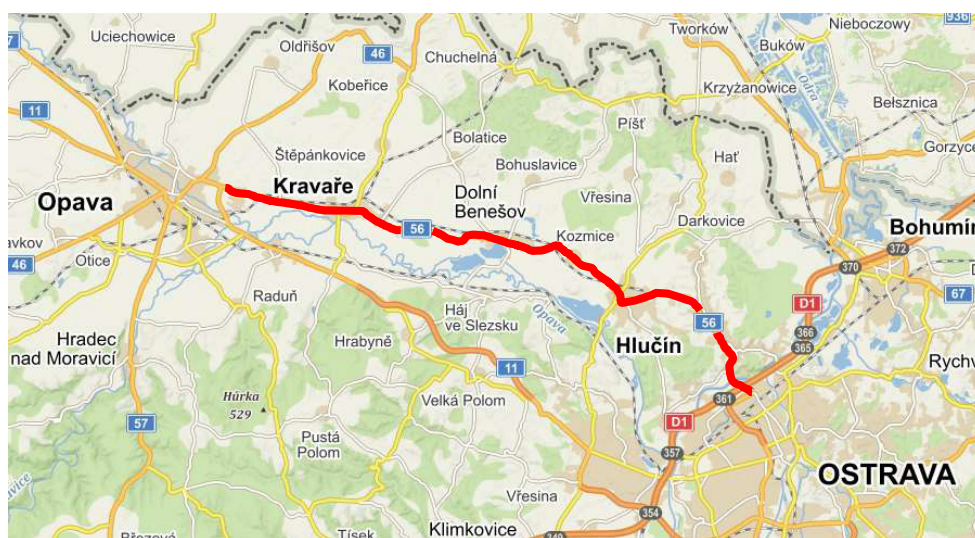 Uciechowice
Oldřišov
46
Chuchelná
Tworków
Nieboczowy
936
Buków
Odra
Kobeřice
Krzyżanowice
Bełsznica
11
Píšť
Gorzyce
Bolatice
Štěpánkovice
Bohuslavice
Hať
Kravaře
Dolní
Benešov
Vřesina
Opava
Darkovice
56
Kozmice
Bohumín
372
46
Otice
370
67
Raduň
D1
Háj
ve Slezsku
Opava
56
366
Hradec
nad Moravicí
Hrabyně
Hlučín
365
11
Rychv
Hůrka
529
Velká Polom
361
57
D1
Pustá
Polom
357
OSTRAVA
Vřesina
354
Klimkovice
Tísek
349